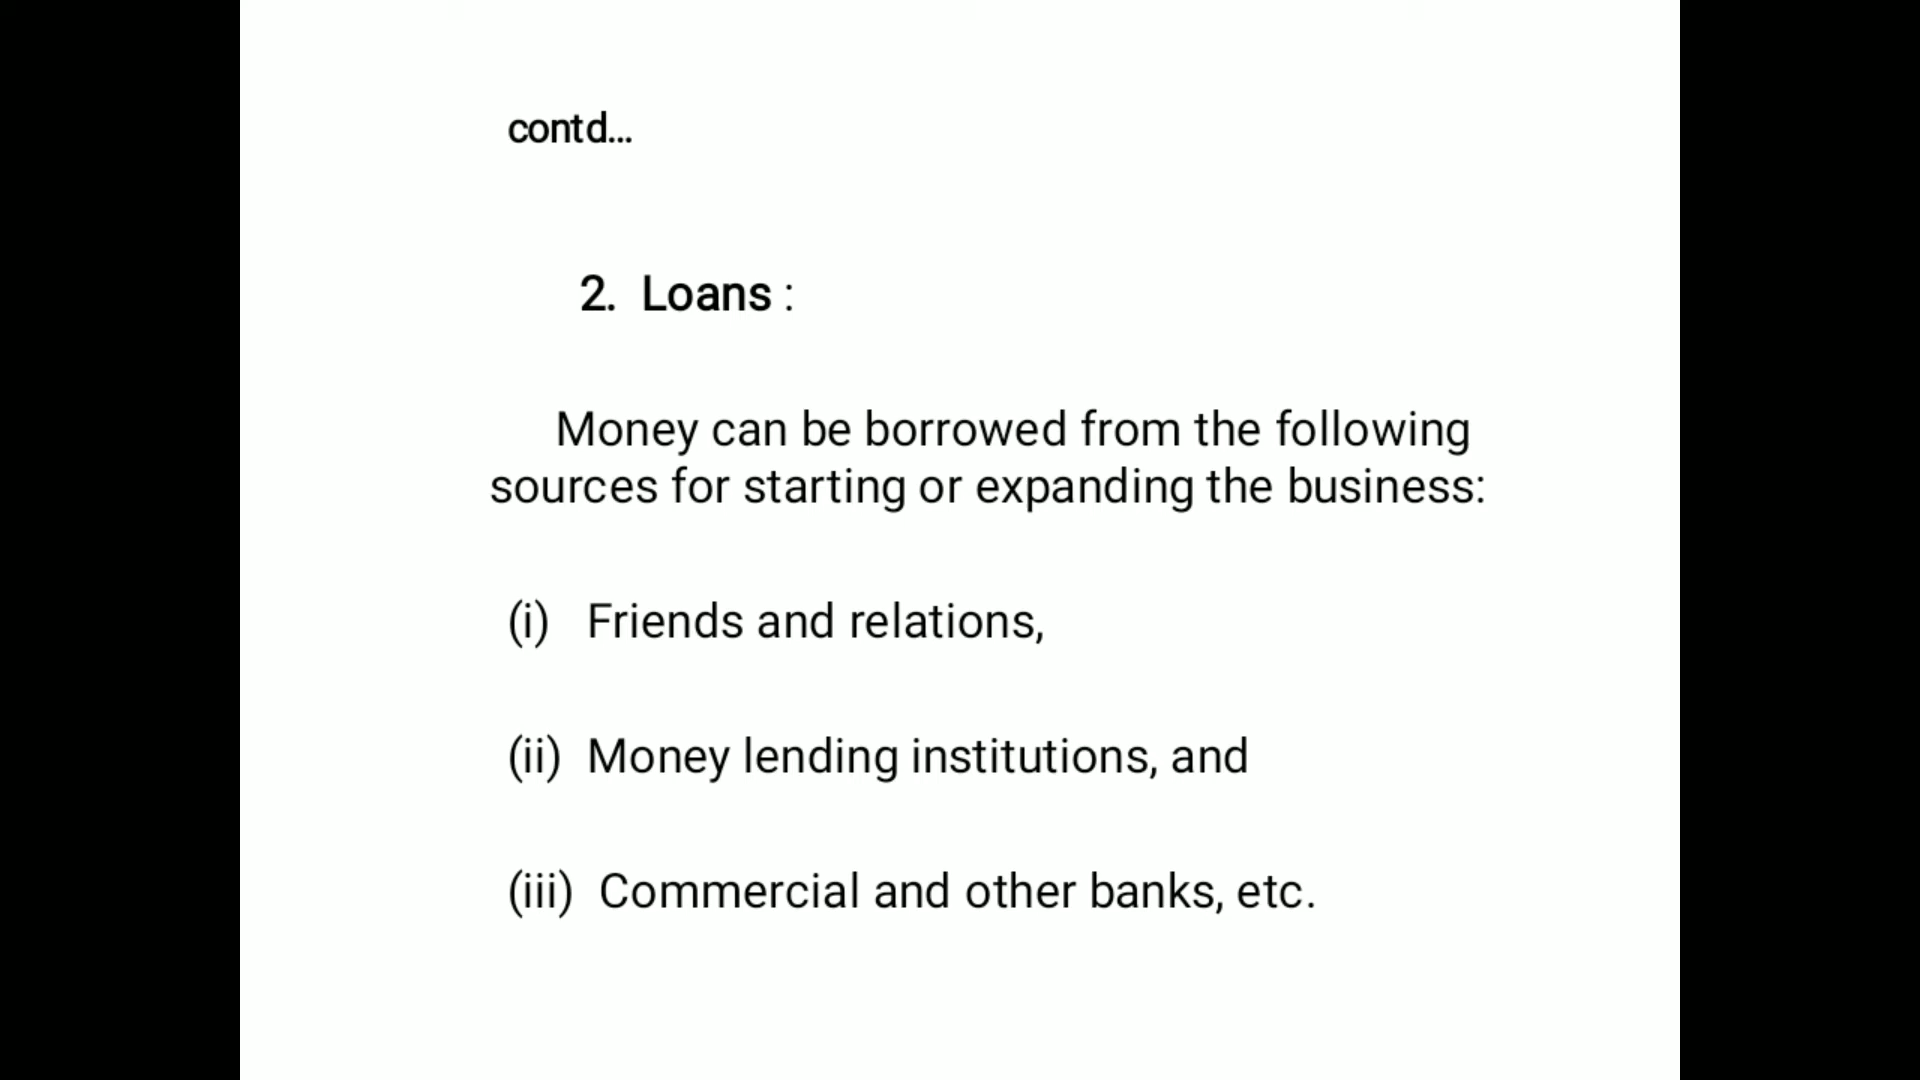 contd...
2. Loans :
Money can be borrowed from the following
sources for starting or expanding the business:
(i) Friends and relations,
(ii) Money lending institutions, and
(iii) Commercial and other banks, etc.